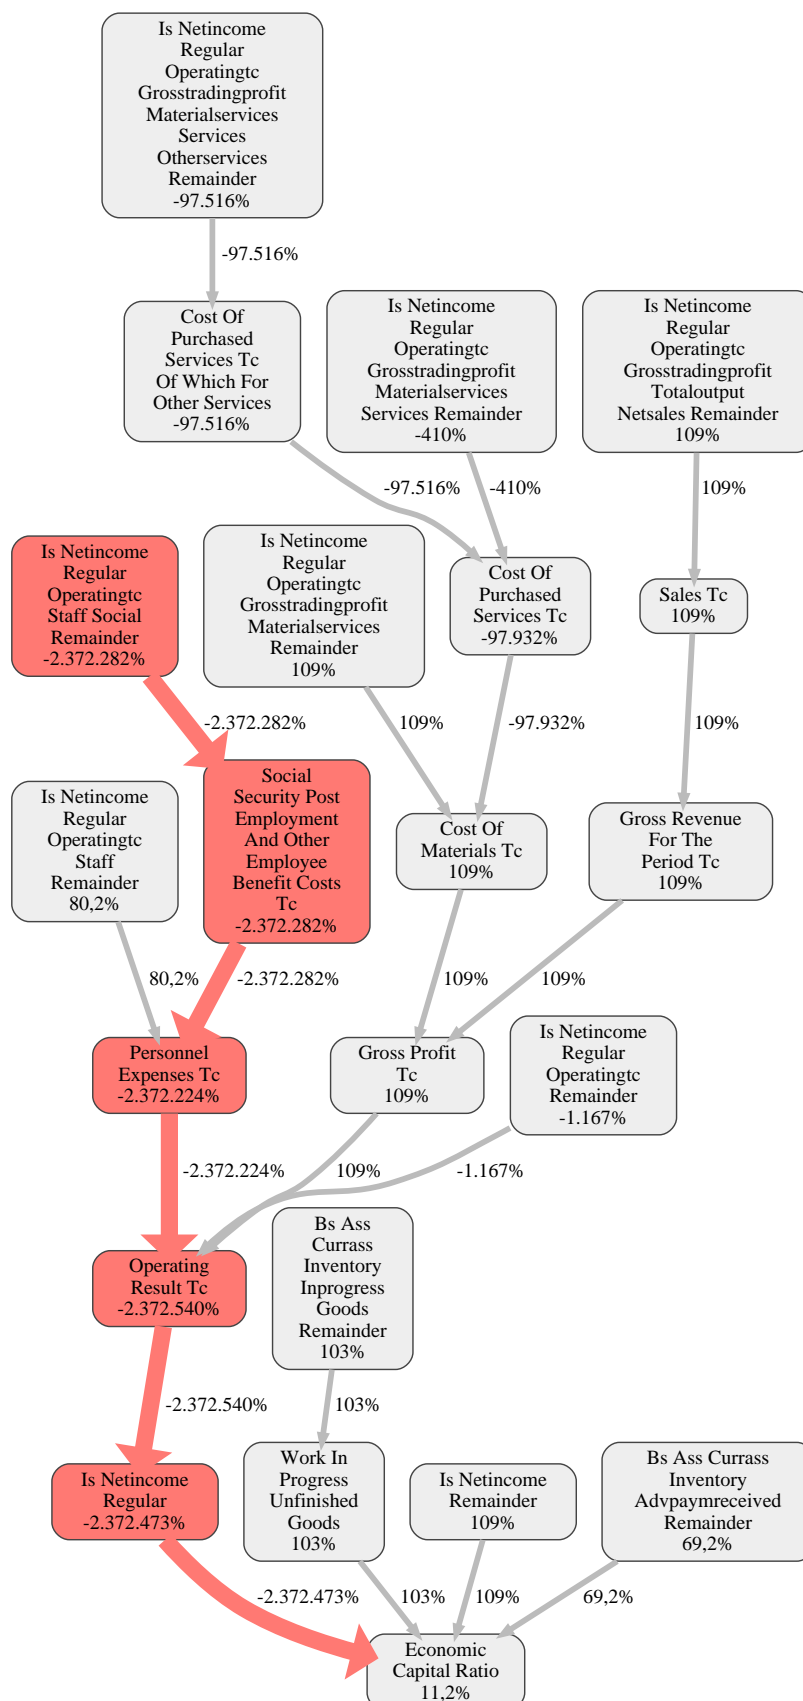 Is Netincome
Regular
Operatingtc
Grosstradingprofit
Materialservices
Services
Otherservices
Remainder
-97.516%
-97.516%
Cost Of
Purchased
Services Tc
Of Which For
Other Services
-97.516%
Is Netincome
Regular
Operatingtc
Grosstradingprofit
Materialservices
Services Remainder
-410%
Is Netincome
Regular
Operatingtc
Grosstradingprofit
Totaloutput
Netsales Remainder
109%
-97.516%
-410%
109%
Is Netincome
Regular
Operatingtc
Staff Social
Remainder
-2.372.282%
Is Netincome
Regular
Operatingtc
Grosstradingprofit
Materialservices
Remainder
109%
Cost Of
Purchased
Services Tc
-97.932%
Sales Tc
109%
-2.372.282%
109%
-97.932%
109%
Is Netincome
Regular
Operatingtc
Staff
Remainder
80,2%
Social
Security Post
Employment
And Other
Employee
Benefit Costs
Tc
-2.372.282%
Cost Of
Materials Tc
109%
Gross Revenue
For The
Period Tc
109%
80,2%
-2.372.282%
109%
109%
Personnel
Expenses Tc
-2.372.224%
Gross Profit
Tc
109%
Is Netincome
Regular
Operatingtc
Remainder
-1.167%
-2.372.224%
109%
-1.167%
Operating
Result Tc
-2.372.540%
Bs Ass
Currass
Inventory
Inprogress
Goods
Remainder
103%
-2.372.540%
103%
Is Netincome
Regular
-2.372.473%
Work In
Progress
Unfinished
Goods
103%
Is Netincome
Remainder
109%
Bs Ass Currass
Inventory
Advpaymreceived
Remainder
69,2%
-2.372.473%
103%
109%
69,2%
Economic
Capital Ratio
11,2%